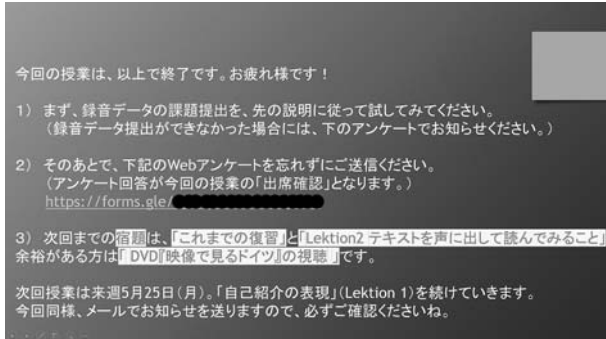 今回の授業は、以上で終了です。お疲れ様です！
1） まず、録音データの課題提出を、先の説明に従って試してみてください。
（録音データ提出ができなかった場合には、下のアンケートでお知らせください。）
2） そのあとで、下記のWebアンケートを忘れずにご送信ください。
（アンケート回答が今回の授業の「出席確認」となります。）
https://forms.gle/
3） 次回までの宿題は、「これまでの復習」と「Lektion2 テキストを声に出して読んでみること」
余裕がある方は「 DVD『映像で見るドイツ』の視聴 」です。
次回授業は来週5月25日（月）。「自己紹介の表現」（Lektion 1）を続けていきます。
今回同様、メールでお知らせを送りますので、必ずご確認くださいね。